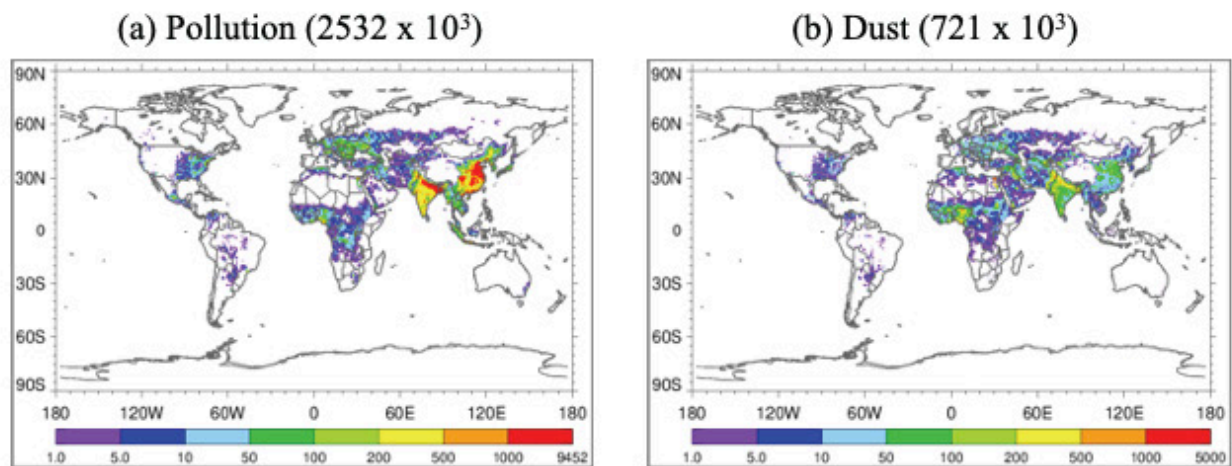 (a) Pollution (2532 x 10³)
(b) Dust (721 x 10³)
90N
60N
30N
0
30S
60S
90S
180 120W 60W 0 60E 120E 180
1.0 5.0 10 50 100 200 500 1000 9452
90N
60N
30N
0
30S
60S
90S
180 120W 60W 0 60E 120E 180
1.0 5.0 10 50 100 200 500 1000 5000